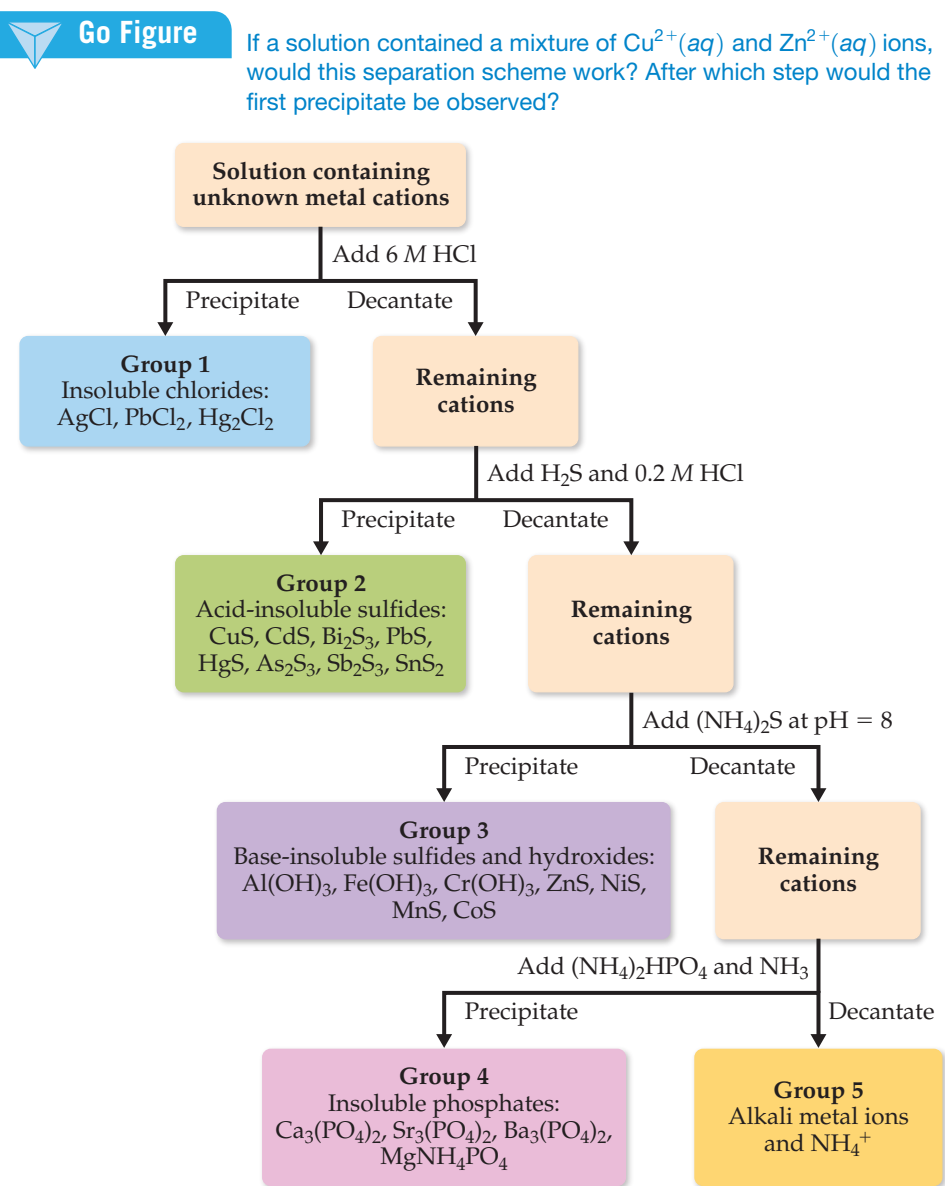 Go Figure
If a solution contained a mixture of Cu²⁺(aq) and Zn²⁺(aq) ions,
would this separation scheme work? After which step would the
first precipitate be observed?
Solution containing
unknown metal cations
Add 6 M HCl
Precipitate
Decantate
Group 1
Insoluble chlorides:
AgCl, PbCl₂, Hg₂Cl₂
Remaining
cations
Add H₂S and 0.2 M HCl
Precipitate
Decantate
Group 2
Acid-insoluble sulfides:
CuS, CdS, Bi₂S₃, PbS,
HgS, As₂S₃, Sb₂S₃, SnS₂
Remaining
cations
Add (NH₄)₂S at pH = 8
Precipitate
Decantate
Group 3
Base-insoluble sulfides and hydroxides:
Al(OH)₃, Fe(OH)₃, Cr(OH)₃, ZnS, NiS,
MnS, CoS
Remaining
cations
Add (NH₄)₂HPO₄ and NH₃
Precipitate
Decantate
Group 4
Insoluble phosphates:
Ca₃(PO₄)₂, Sr₃(PO₄)₂, Ba₃(PO₄)₂,
MgNH₄PO₄
Group 5
Alkali metal ions
and NH₄⁺